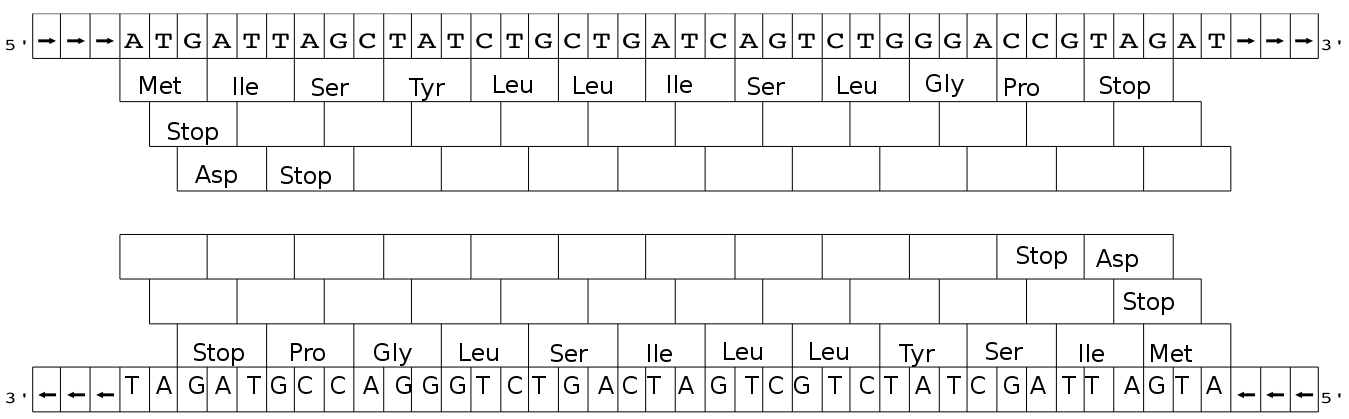 5 ' → → → A T G A T T A G C T A T C T G C T G A T C A G T C T G G G A C C G T A G A T → → → 3 '
Met Ile Ser Tyr Leu Leu Ile Ser Leu Gly Pro Stop
Stop
Asp Stop
Stop Asp
Stop
Stop Pro Gly Leu Ser Ile Leu Leu Tyr Ser Ile Met
3 ' ← ← ← T A G A T G C C A G G G T C T G A C T A G T C G T C T A T C G A T T A G T A ← ← ← 5 '